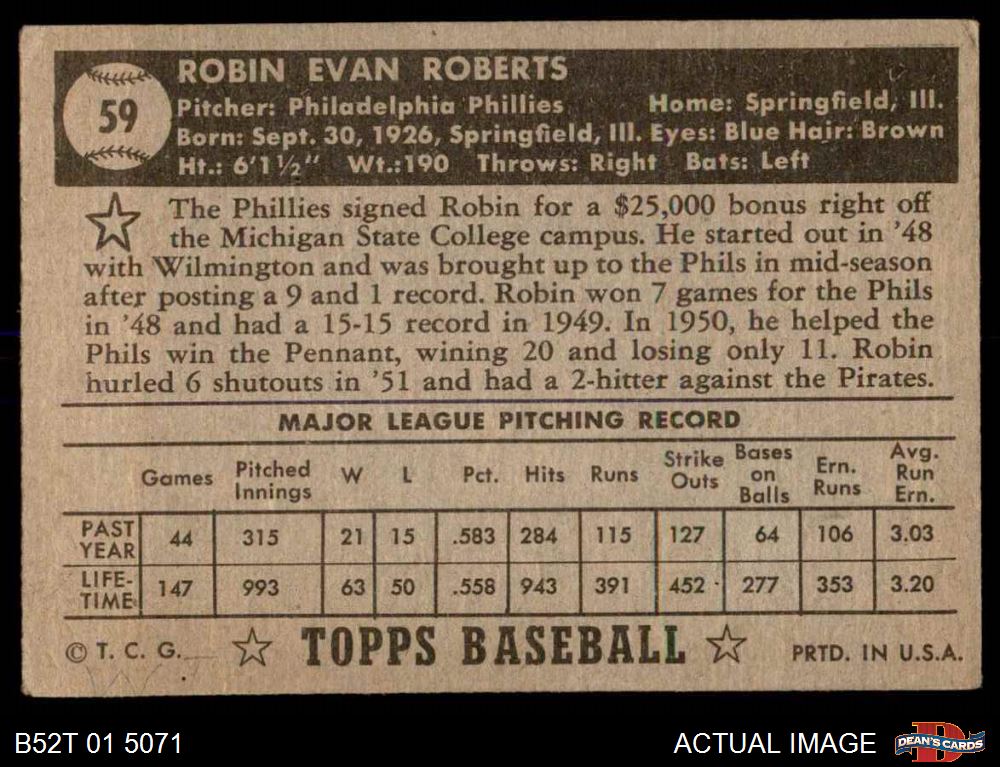 59
ROBIN EVAN ROBERTS
Pitcher: Philadelphia Phillies Home: Springfield, Ill.
Born: Sept. 30, 1926, Springfield, Ill. Eyes: Blue Hair: Brown
Ht.: 6'1½" Wt.:190 Throws: Right Bats: Left
The Phillies signed Robin for a $25,000 bonus right off
the Michigan State College campus. He started out in '48
with Wilmington and was brought up to the Phils in mid-season
after posting a 9 and 1 record. Robin won 7 games for the Phils
in '48 and had a 15-15 record in 1949. In 1950, he helped the
Phils win the Pennant, wining 20 and losing only 11. Robin
hurled 6 shutouts in '51 and had a 2-hitter against the Pirates.
MAJOR LEAGUE PITCHING RECORD
Games Pitched Innings W L Pct. Hits Runs Strike Outs Bases on Balls Ern. Runs Avg. Run Ern.
PAST YEAR 44 315 21 15 .583 284 115 127 64 106 3.03
LIFE-TIME 147 993 63 50 .558 943 391 452 277 353 3.20
© T. C. G. TOPPS BASEBALL PRTD. IN U.S.A.
B52T 01 5071 ACTUAL IMAGE DEAN'S CARDS